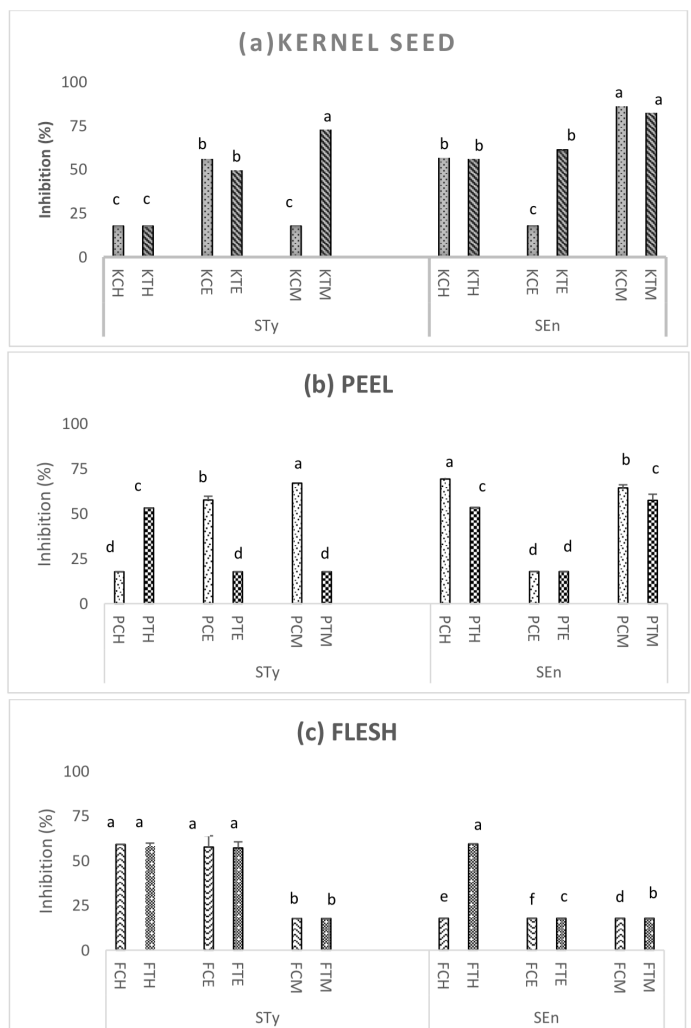 (a)KERNEL SEED
100
75
50
25
0
Inhibition (%)
c c b b c a b b c b a a
KCH KTH KCE KTE KCM KTM KCH KTH KCE KTE KCM KTM
STy SEn
(b) PEEL
100
75
50
25
0
Inhibition (%)
d c b d a d a c d d b c
PCH PTH PCE PTE PCM PTM PCH PTH PCE PTE PCM PTM
STy SEn
(c) FLESH
100
75
50
25
0
Inhibition (%)
a a a a b b e a f c d b
FCH FTH FCE FTE FCM FTM FCH FTH FCE FTE FCM FTM
STy SEn